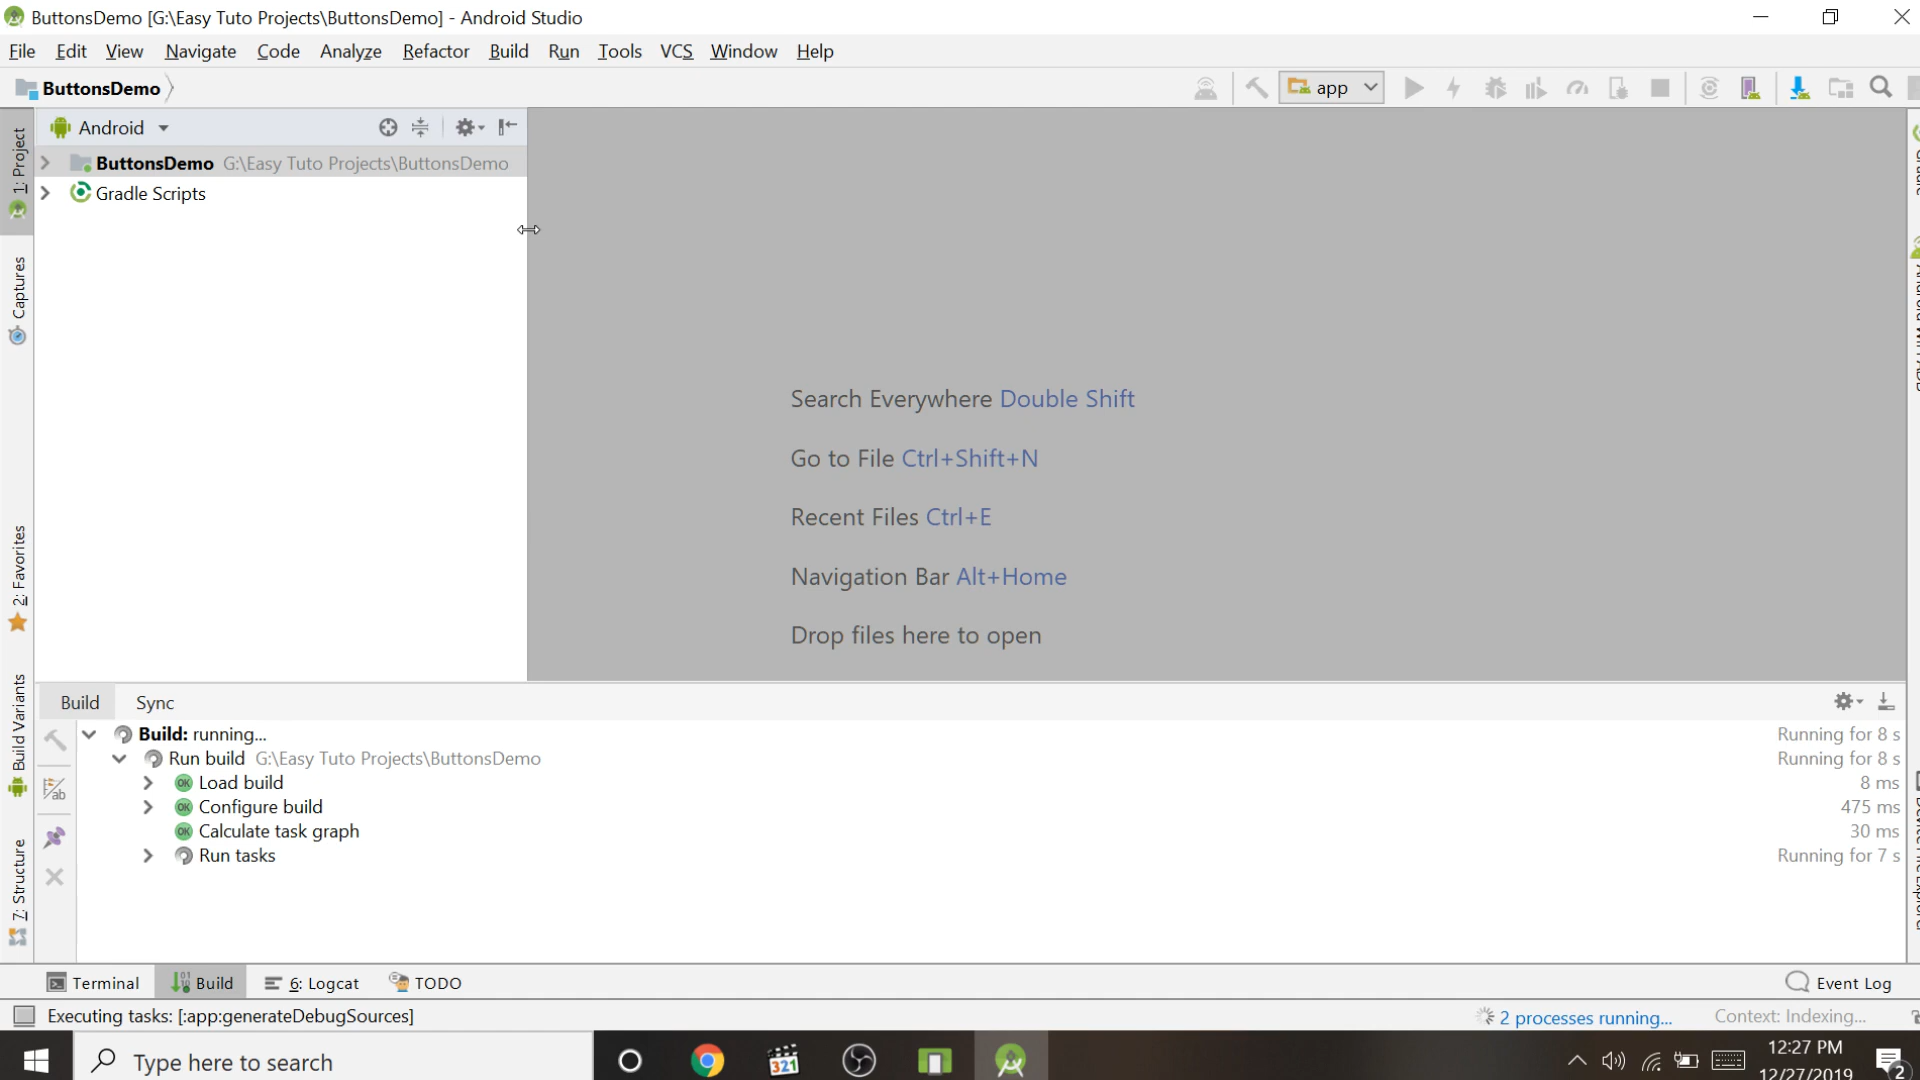 ButtonsDemo [G:\Easy Tuto Projects\ButtonsDemo] - Android Studio
File Edit View Navigate Code Analyze Refactor Build Run Tools VCS Window Help
ButtonsDemo
app
1: Project
Captures
2: Favorites
Build Variants
7: Structure
Android
ButtonsDemo G:\Easy Tuto Projects\ButtonsDemo
Gradle Scripts
Search Everywhere Double Shift
Go to File Ctrl+Shift+N
Recent Files Ctrl+E
Navigation Bar Alt+Home
Drop files here to open
Build Sync
Build: running... Running for 8 s
Run build G:\Easy Tuto Projects\ButtonsDemo Running for 8 s
OK Load build 8 ms
OK Configure build 475 ms
OK Calculate task graph 30 ms
Run tasks Running for 7 s
Terminal Build 6: Logcat TODO Event Log
Executing tasks: [:app:generateDebugSources] 2 processes running... Context: Indexing...
Type here to search
321
12:27 PM
12/27/2019
2